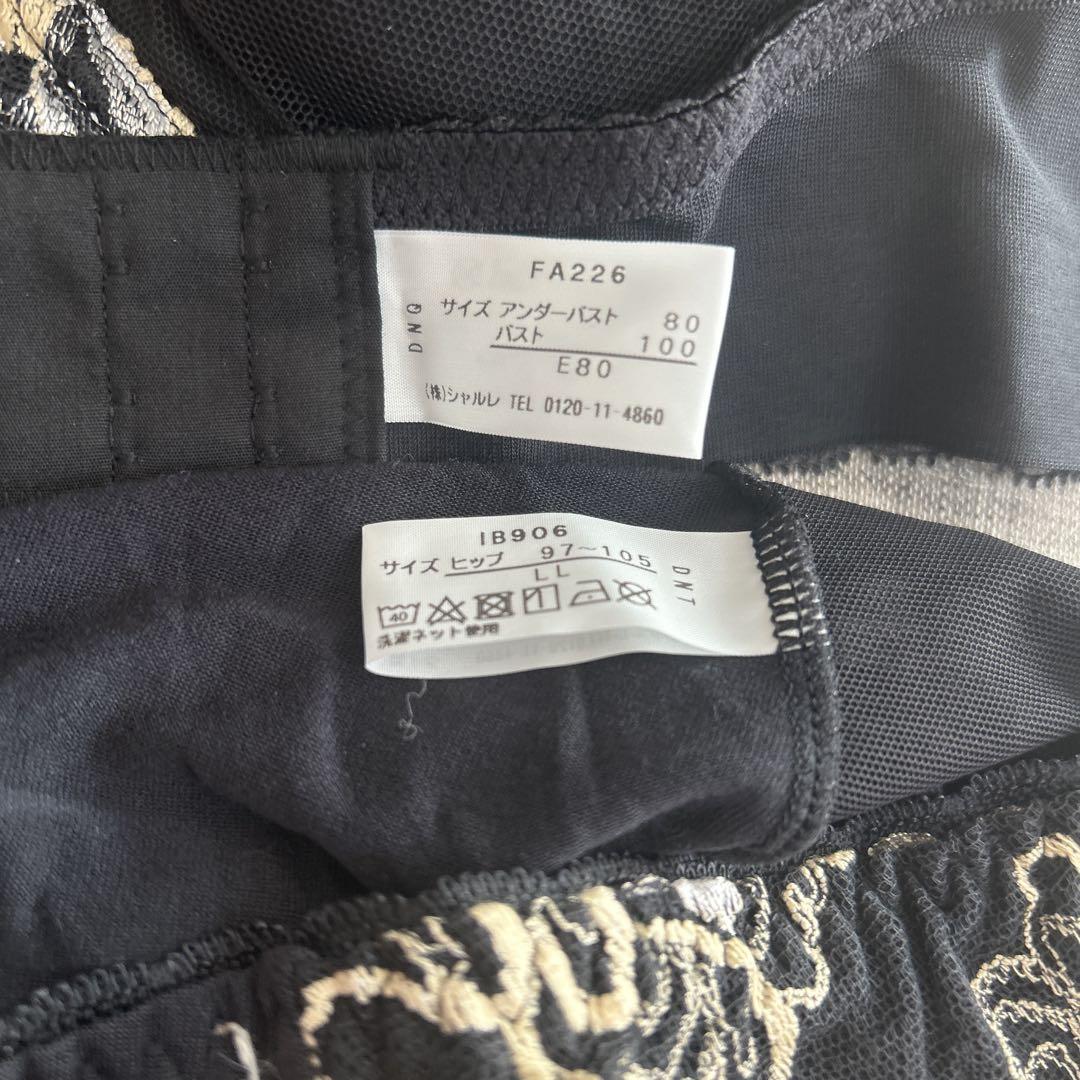 FA226
サイズ アンダーバスト 80
バスト 100
E80
(株)シャルレ TEL 0120-11-4860
DNQ
IB906
サイズ ヒップ 97~105
LL
40
1
洗濯ネット使用
DNT